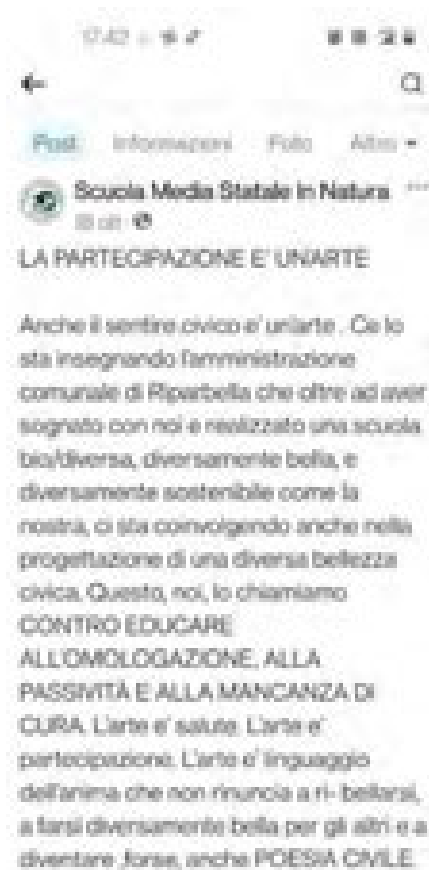 17:42
Post Informazioni Foto Altro
Scuola Media Statale In Natura
LA PARTECIPAZIONE E' UN'ARTE
Anche il sentire civico e' un'arte . Ce lo
sta insegnando l'amministrazione
comunale di Riparbella che oltre ad aver
sognato con noi e realizzato una scuola
bio/diversa, diversamente bella, e
diversamente sostenibile come la
nostra, ci sta coinvolgendo anche nella
progettazione di una diversa bellezza
civica. Questo, noi, lo chiamiamo
CONTRO EDUCARE
ALL'OMOLOGAZIONE, ALLA
PASSIVITÀ E ALLA MANCANZA DI
CURA. L'arte e' salute. L'arte e'
partecipazione. L'arte e' linguaggio
dell'anima che non rinuncia a ri- bellarsi,
a farsi diversamente bella per gli altri e a
diventare ,forse, anche POESIA CIVILE.